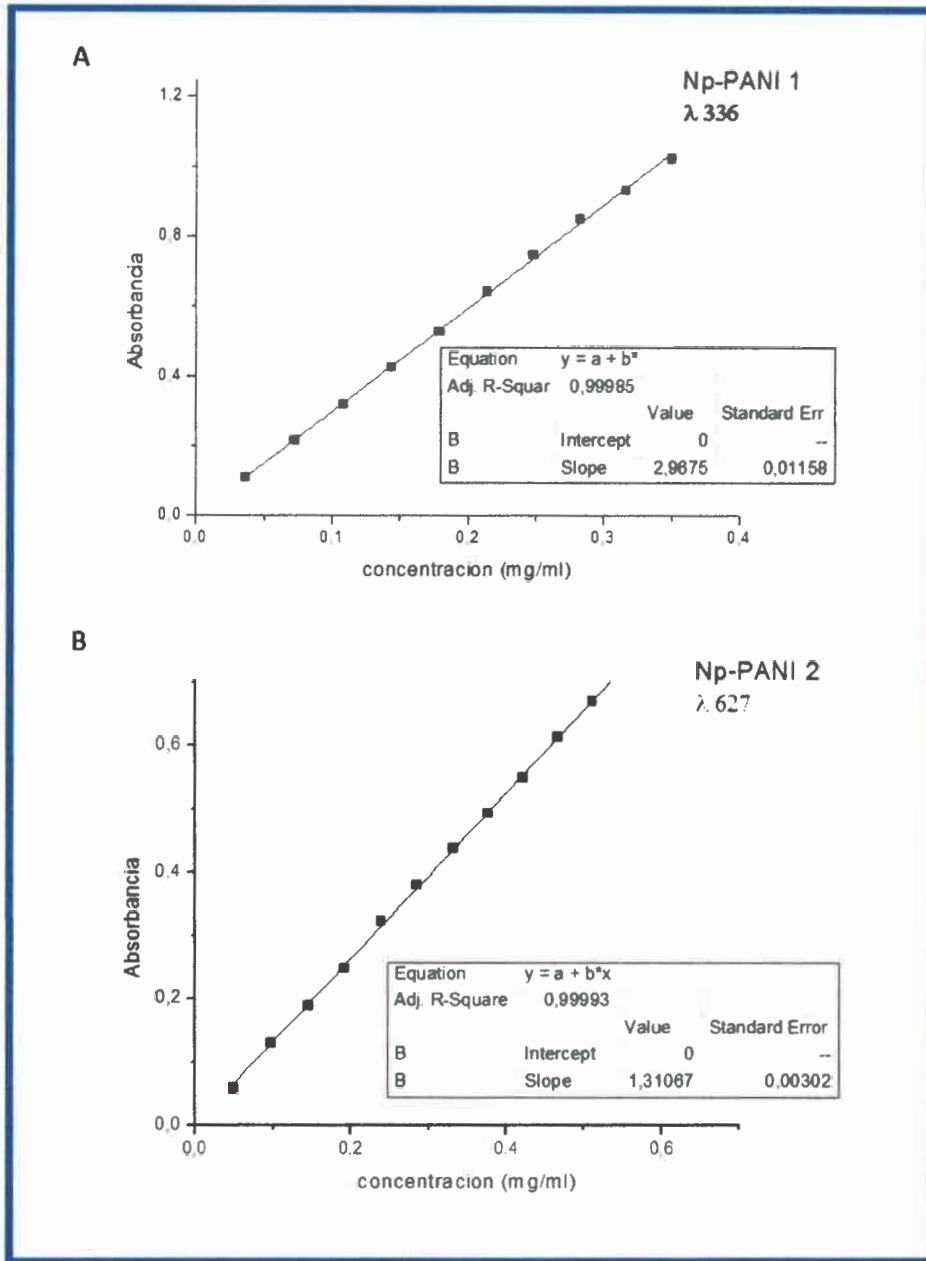 A
Np-PANI 1
λ 336
1.2
0,8
0,4
0,0
Absorbancia
Equation y = a + b*
Adj. R-Squar 0,99985
Value Standard Err
B Intercept 0 --
B Slope 2,9675 0,01158
0,0 0,1 0,2 0,3 0,4
concentracion (mg/ml)
B
Np-PANI 2
λ 627
0,6
0,4
0,2
0,0
Absorbancia
Equation y = a + b*x
Adj. R-Square 0,99993
Value Standard Error
B Intercept 0 --
B Slope 1,31067 0,00302
0,0 0,2 0,4 0,6
concentracion (mg/ml)